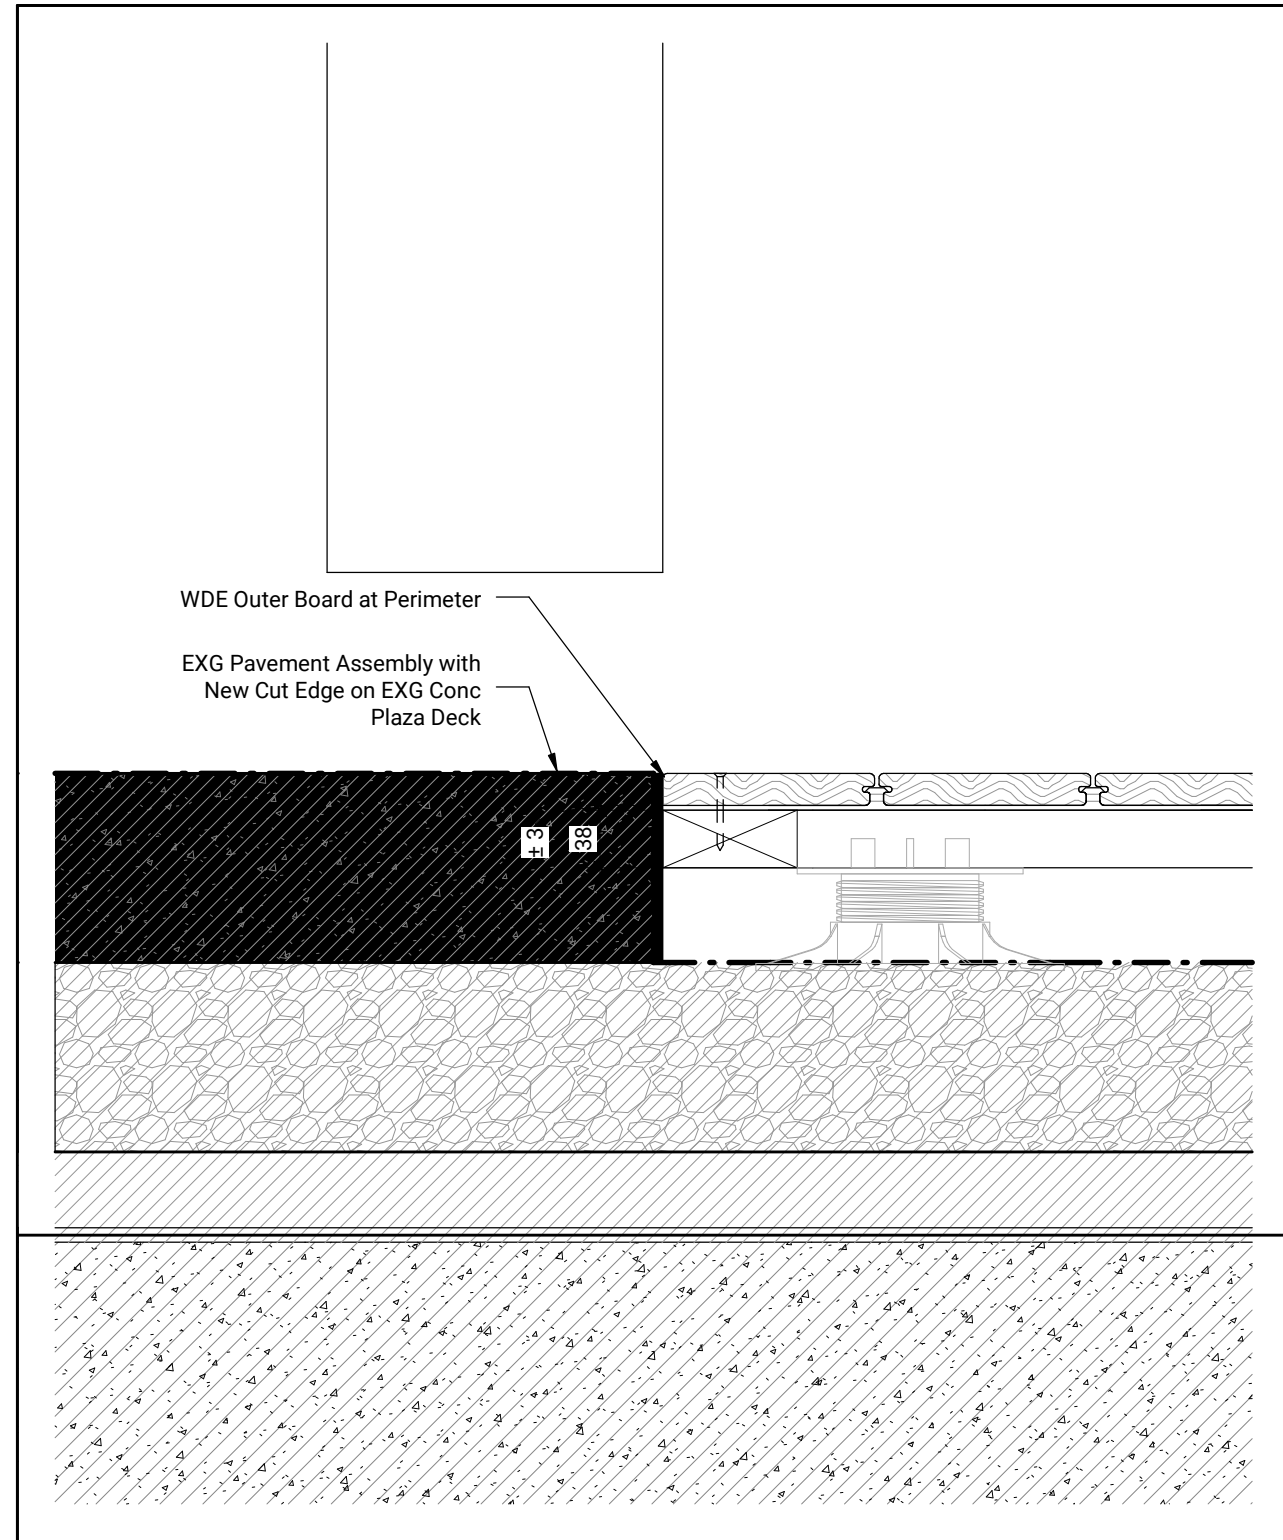 WDE Outer Board at Perimeter
EXG Pavement Assembly with
New Cut Edge on EXG Conc
Plaza Deck
± 3
38